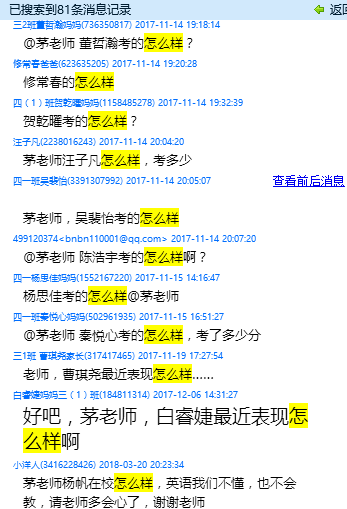 已搜索到81条消息记录 返回
三2班董哲瀚妈妈(736350817) 2017-11-14 19:18:14
@茅老师 董哲瀚考的怎么样？
修常春爸爸(623635205) 2017-11-14 19:20:28
修常春的怎么样
四（1）班贺乾曜妈妈(1158485278) 2017-11-14 19:32:39
贺乾曜考的怎么样？
汪子凡(2238016243) 2017-11-14 20:04:20
茅老师汪子凡怎么样，考多少
四一班吴裴怡(3391307992) 2017-11-14 20:05:07 查看前后消息
茅老师，吴裴怡考的怎么样
499120374<bnbn110001@qq.com> 2017-11-14 20:07:20
@茅老师 陈浩宇考的怎么样啊？
四一杨思佳妈妈(1552167220) 2017-11-15 14:16:47
杨思佳考的怎么样@茅老师
四一班秦悦心妈妈(502961935) 2017-11-15 16:51:27
@茅老师 秦悦心考的怎么样，考了多少分
三1班 曹琪尧家长(317417465) 2017-11-19 17:27:54
老师，曹琪尧最近表现怎么样……
白睿婕妈妈三（1）班(184811314) 2017-12-06 14:31:27
好吧，茅老师，白睿婕最近表现怎
么样啊
小洋人(3416228426) 2018-03-20 20:23:34
茅老师杨帆在校怎么样，英语我们不懂，也不会
教，请老师多会心了，谢谢老师